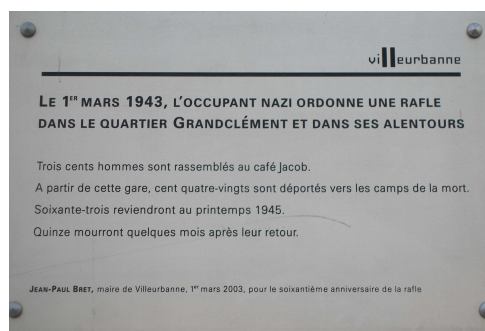 villeurbanne
LE 1ER MARS 1943, L'OCCUPANT NAZI ORDONNE UNE RAFLE
DANS LE QUARTIER GRANDCLÉMENT ET DANS SES ALENTOURS
Trois cents hommes sont rassemblés au café Jacob.
A partir de cette gare, cent quatre-vingts sont déportés vers les camps de la mort.
Soixante-trois reviendront au printemps 1945.
Quinze mourront quelques mois après leur retour.
JEAN-PAUL BRET, maire de Villeurbanne, 1er mars 2003, pour le soixantième anniversaire de la rafle